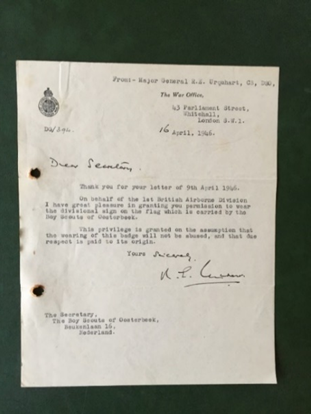 From:- Major General R.E. Urquhart, CB, DSO,
The War Office,
43 Parliament Street,
Whitehall,
London S.W.1.
16 April, 1946.
Dear Secretary,
Thank you for your letter of 8th April 1946.
On behalf of the 1st British Airborne Division
I have great pleasure in granting you permission to wear
the divisional sign on the flag which is carried by the
Boy Scouts of Oosterbeek.
This privilege is granted on the assumption that
the wearing of this badge will not be abused, and that due
respect is paid to its origin.
Yours sincerely
The Secretary,
The Boy Scouts of Oosterbeek,
Nederland.